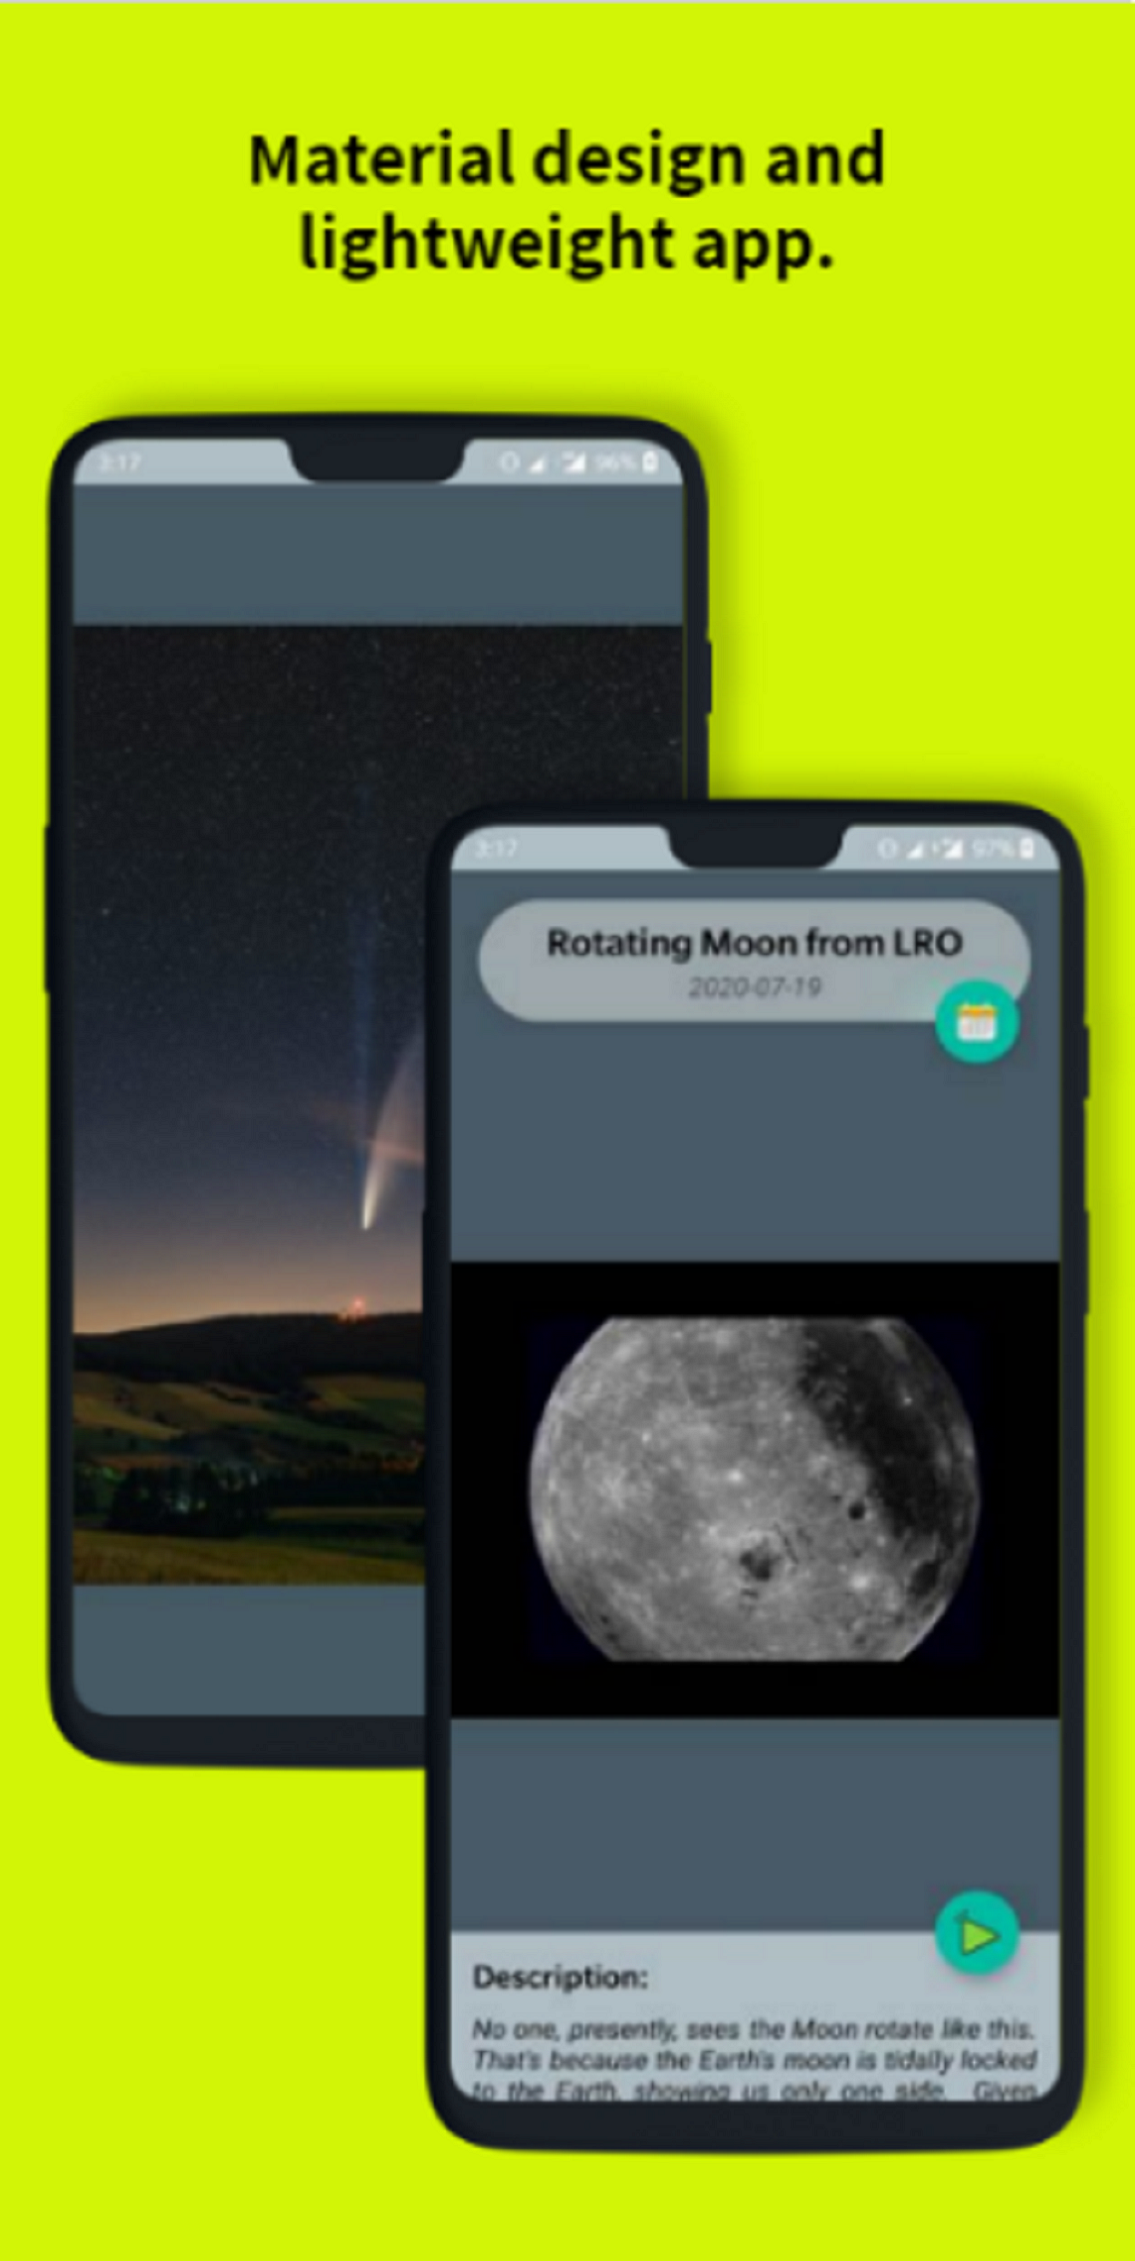 Material design and
lightweight app.
3:17
96%
3:17
97%
Rotating Moon from LRO
2020-07-19
Description:
No one, presently, sees the Moon rotate like this.
That's because the Earth's moon is tidally locked
to the Earth, showing us only one side. Given